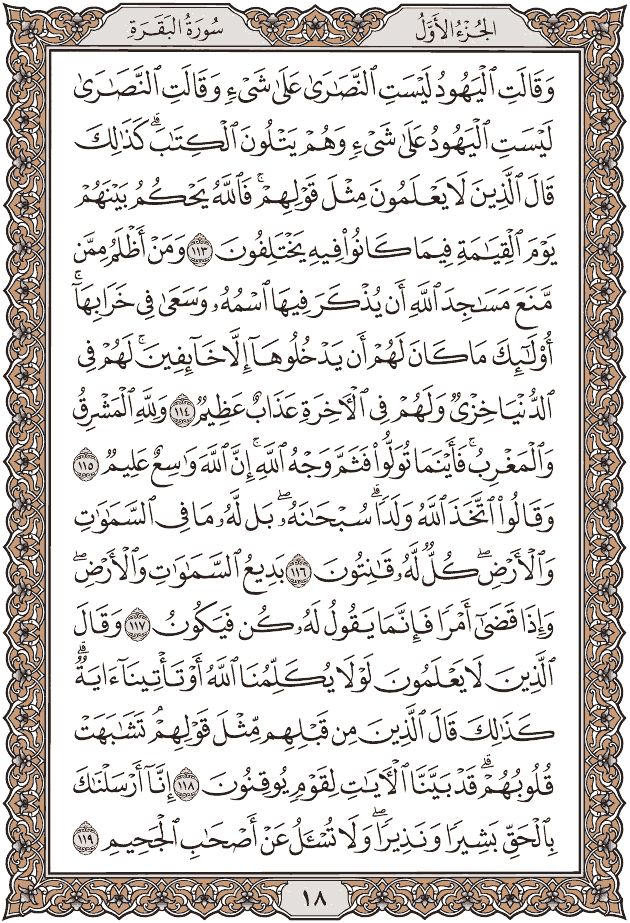 الجُزْءُ الأَوَّلُ
سُورَةُ البَقَرَةِ
وَقَالَتِ ٱلۡيَهُودُ لَيۡسَتِ ٱلنَّصَٰرَىٰ عَلَىٰ شَيۡءٖ وَقَالَتِ ٱلنَّصَٰرَىٰ
لَيۡسَتِ ٱلۡيَهُودُ عَلَىٰ شَيۡءٖ وَهُمۡ يَتۡلُونَ ٱلۡكِتَٰبَۗ كَذَٰلِكَ
قَالَ ٱلَّذِينَ لَا يَعۡلَمُونَ مِثۡلَ قَوۡلِهِمۡۚ فَٱللَّهُ يَحۡكُمُ بَيۡنَهُمۡ
يَوۡمَ ٱلۡقِيَٰمَةِ فِيمَا كَانُواْ فِيهِ يَخۡتَلِفُونَ ١١٣ وَمَنۡ أَظۡلَمُ مِمَّن
مَّنَعَ مَسَٰجِدَ ٱللَّهِ أَن يُذۡكَرَ فِيهَا ٱسۡمُهُۥ وَسَعَىٰ فِي خَرَابِهَآۚ
أُوْلَٰٓئِكَ مَا كَانَ لَهُمۡ أَن يَدۡخُلُوهَآ إِلَّا خَآئِفِينَۚ لَهُمۡ فِي
ٱلدُّنۡيَا خِزۡيٞ وَلَهُمۡ فِي ٱلۡأٓخِرَةِ عَذَابٌ عَظِيمٞ ١١٤ وَلِلَّهِ ٱلۡمَشۡرِقُ
وَٱلۡمَغۡرِبُۚ فَأَيۡنَمَا تُوَلُّواْ فَثَمَّ وَجۡهُ ٱللَّهِۚ إِنَّ ٱللَّهَ وَٰسِعٌ عَلِيمٞ ١١٥
وَقَالُواْ ٱتَّخَذَ ٱللَّهُ وَلَدٗاۗ سُبۡحَٰنَهُۥۖ بَل لَّهُۥ مَا فِي ٱلسَّمَٰوَٰتِ
وَٱلۡأَرۡضِۖ كُلّٞ لَّهُۥ قَٰنِتُونَ ١١٦ بَدِيعُ ٱلسَّمَٰوَٰتِ وَٱلۡأَرۡضِۖ
وَإِذَا قَضَىٰٓ أَمۡرٗا فَإِنَّمَا يَقُولُ لَهُۥ كُن فَيَكُونُ ١١٧ وَقَالَ
ٱلَّذِينَ لَا يَعۡلَمُونَ لَوۡلَا يُكَلِّمُنَا ٱللَّهُ أَوۡ تَأۡتِينَآ ءَايَةٞۗ
كَذَٰلِكَ قَالَ ٱلَّذِينَ مِن قَبۡلِهِم مِّثۡلَ قَوۡلِهِمۡۘ تَشَٰبَهَتۡ
قُلُوبُهُمۡۗ قَدۡ بَيَّنَّا ٱلۡأٓيَٰتِ لِقَوۡمٖ يُوقِنُونَ ١١٨ إِنَّآ أَرۡسَلۡنَٰكَ
بِٱلۡحَقِّ بَشِيرٗا وَنَذِيرٗاۖ وَلَا تُسۡـَٔلُ عَنۡ أَصۡحَٰبِ ٱلۡجَحِيمِ ١١٩
١٨